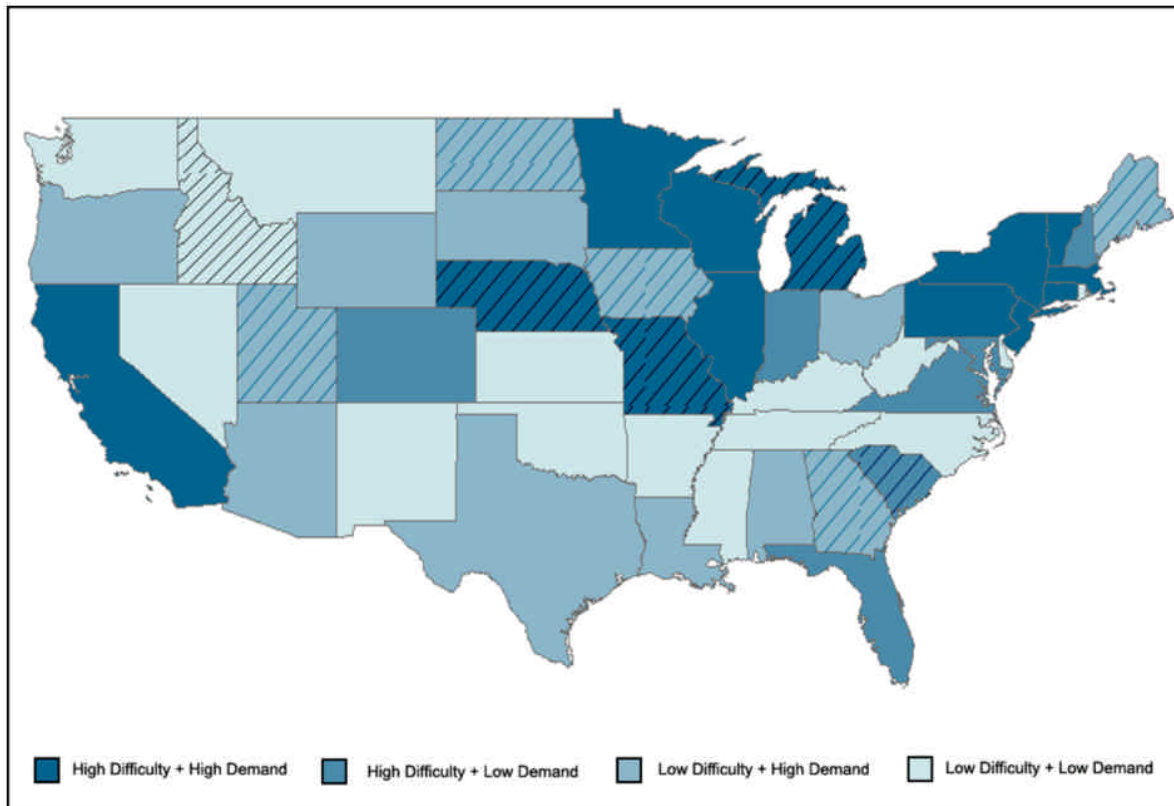 High Difficulty + High Demand
High Difficulty + Low Demand
Low Difficulty + High Demand
Low Difficulty + Low Demand